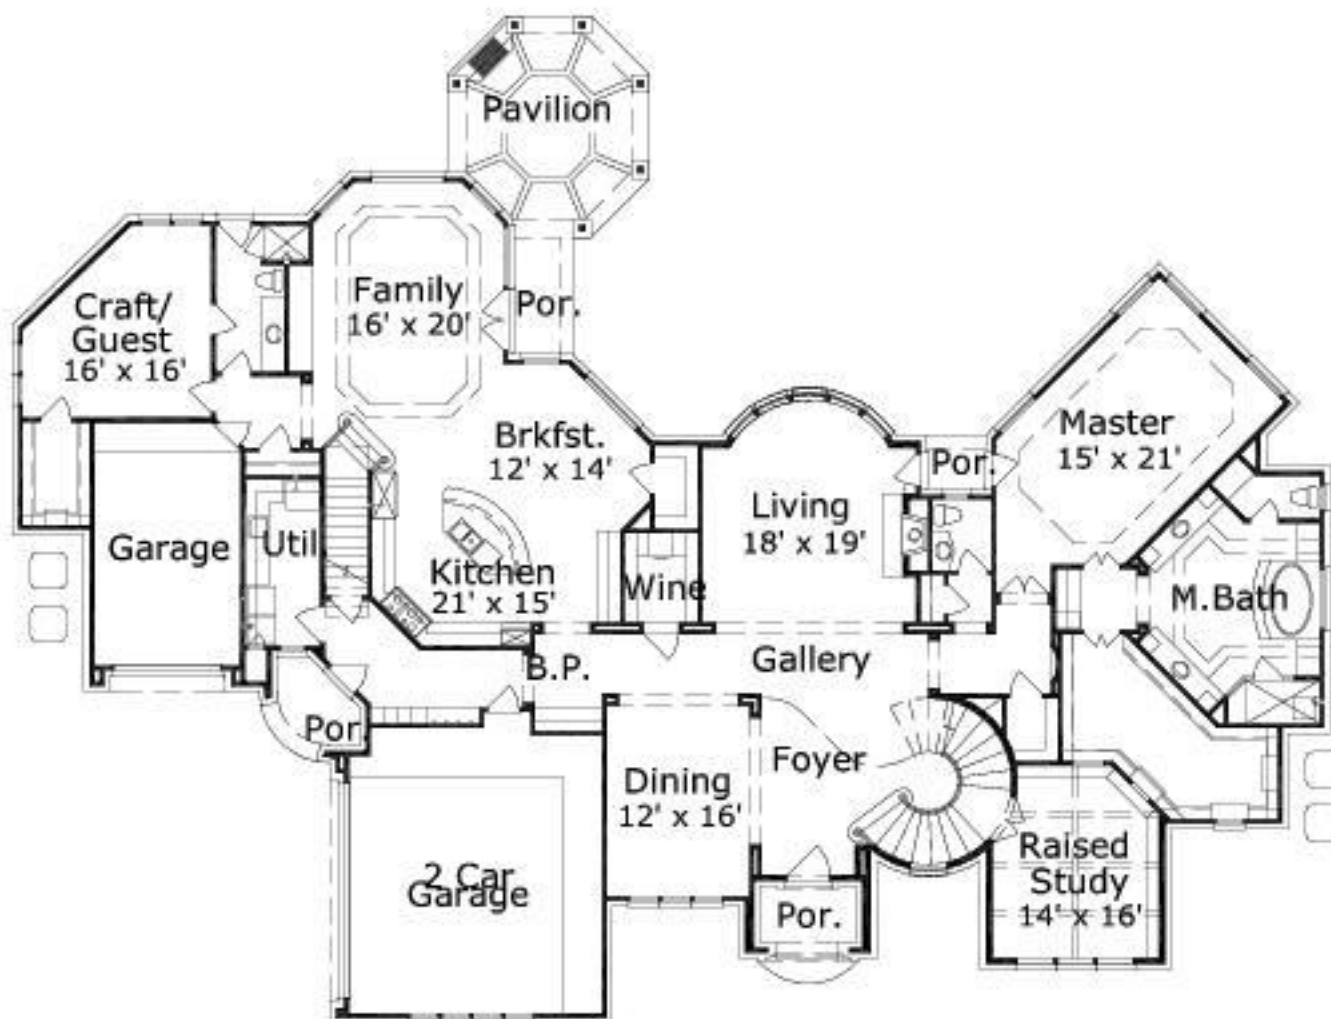 Pavilion
Family
16' x 20'
Por.
Craft/
Guest
16' x 16'
Brkfst.
12' x 14'
Master
15' x 21'
Por.
Living
18' x 19'
Garage
Util
Kitchen
21' x 15'
Wine
M.Bath
B.P.
Gallery
Por
Foyer
Dining
12' x 16'
2 Car
Garage
Raised
Study
14' x 16'
Por.